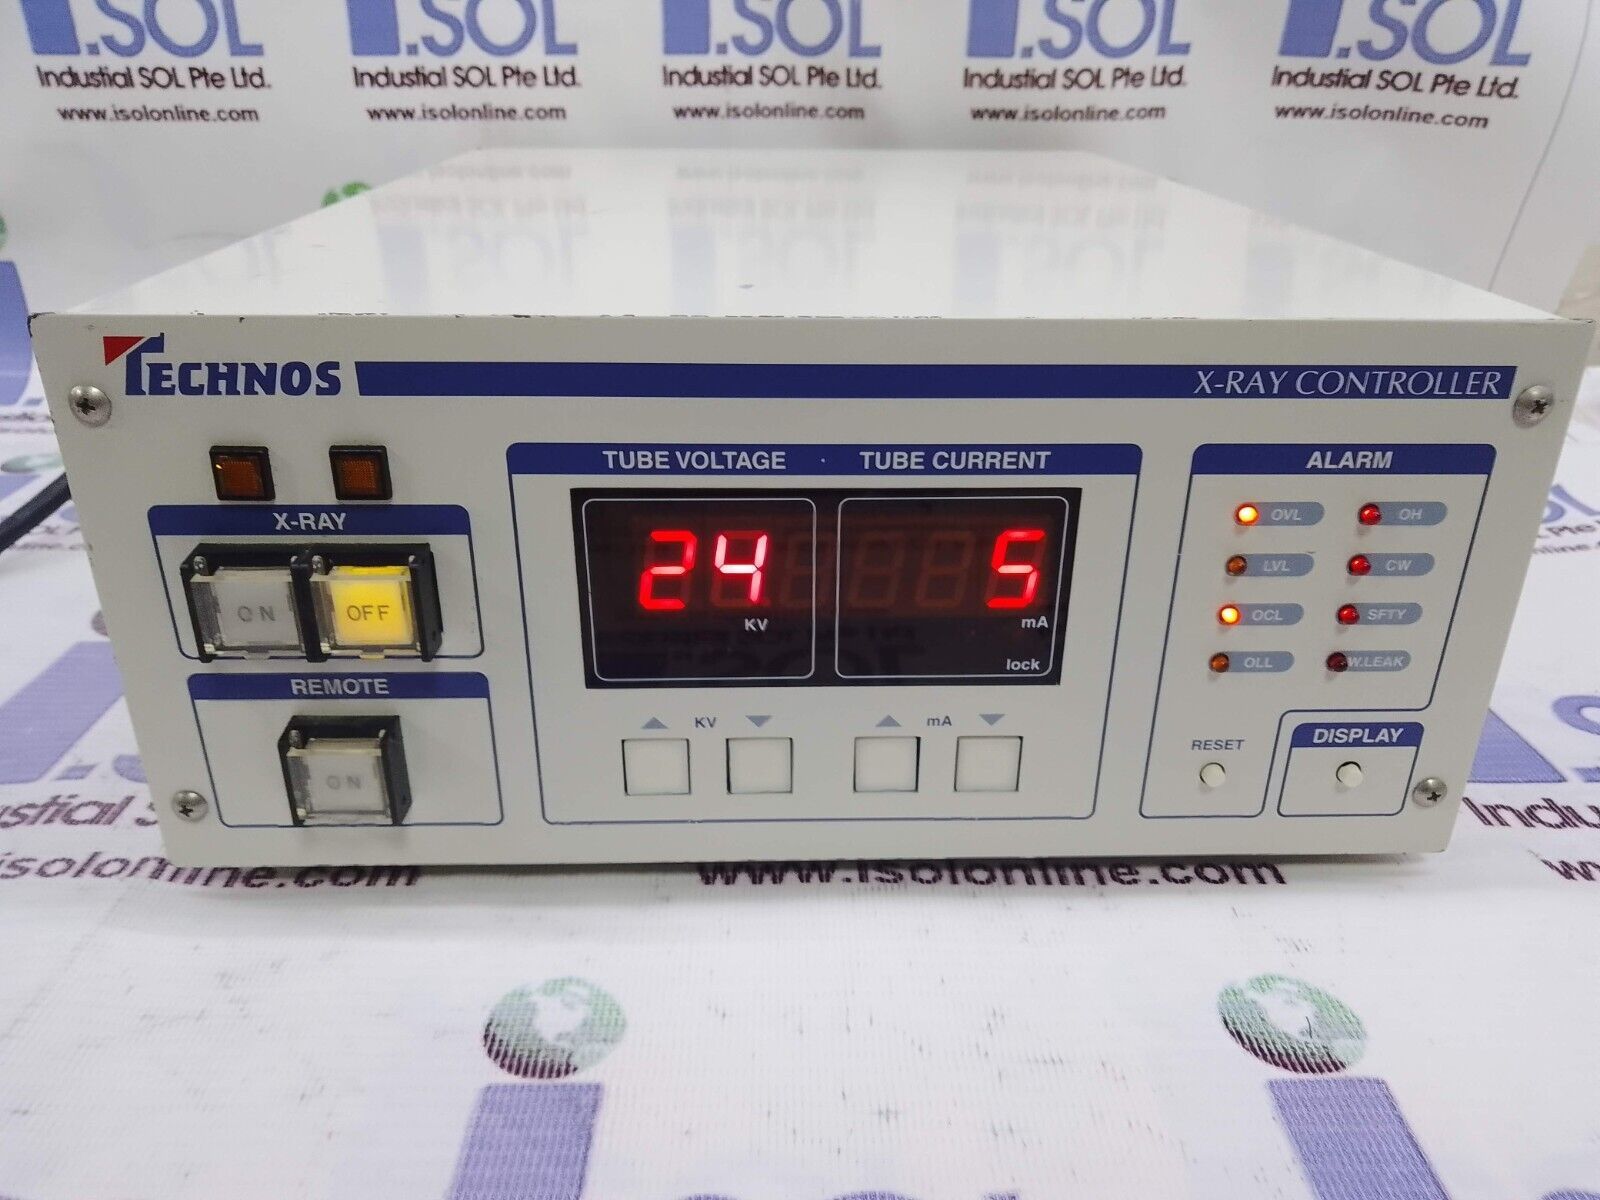 I.SOL I.SOL I.SOL I.SOL I.SOL
Industial SOL Pte Ltd. Industial SOL Pte Ltd. Industial SOL Pte Ltd. Industial SOL Pte Ltd. Industial SOL Pte Ltd.
www.isolonline.com www.isolonline.com www.isolonline.com www.isolonline.com www.isolonline.com
TECHNOS
X-RAY CONTROLLER
X-RAY
ON OFF
REMOTE
ON
TUBE VOLTAGE · TUBE CURRENT
24 5
KV mA
lock
KV mA
ALARM
OVL OH
LVL CW
OCL SFTY
OLL W.LEAK
RESET
DISPLAY
isolonline.com www.isolonline.com